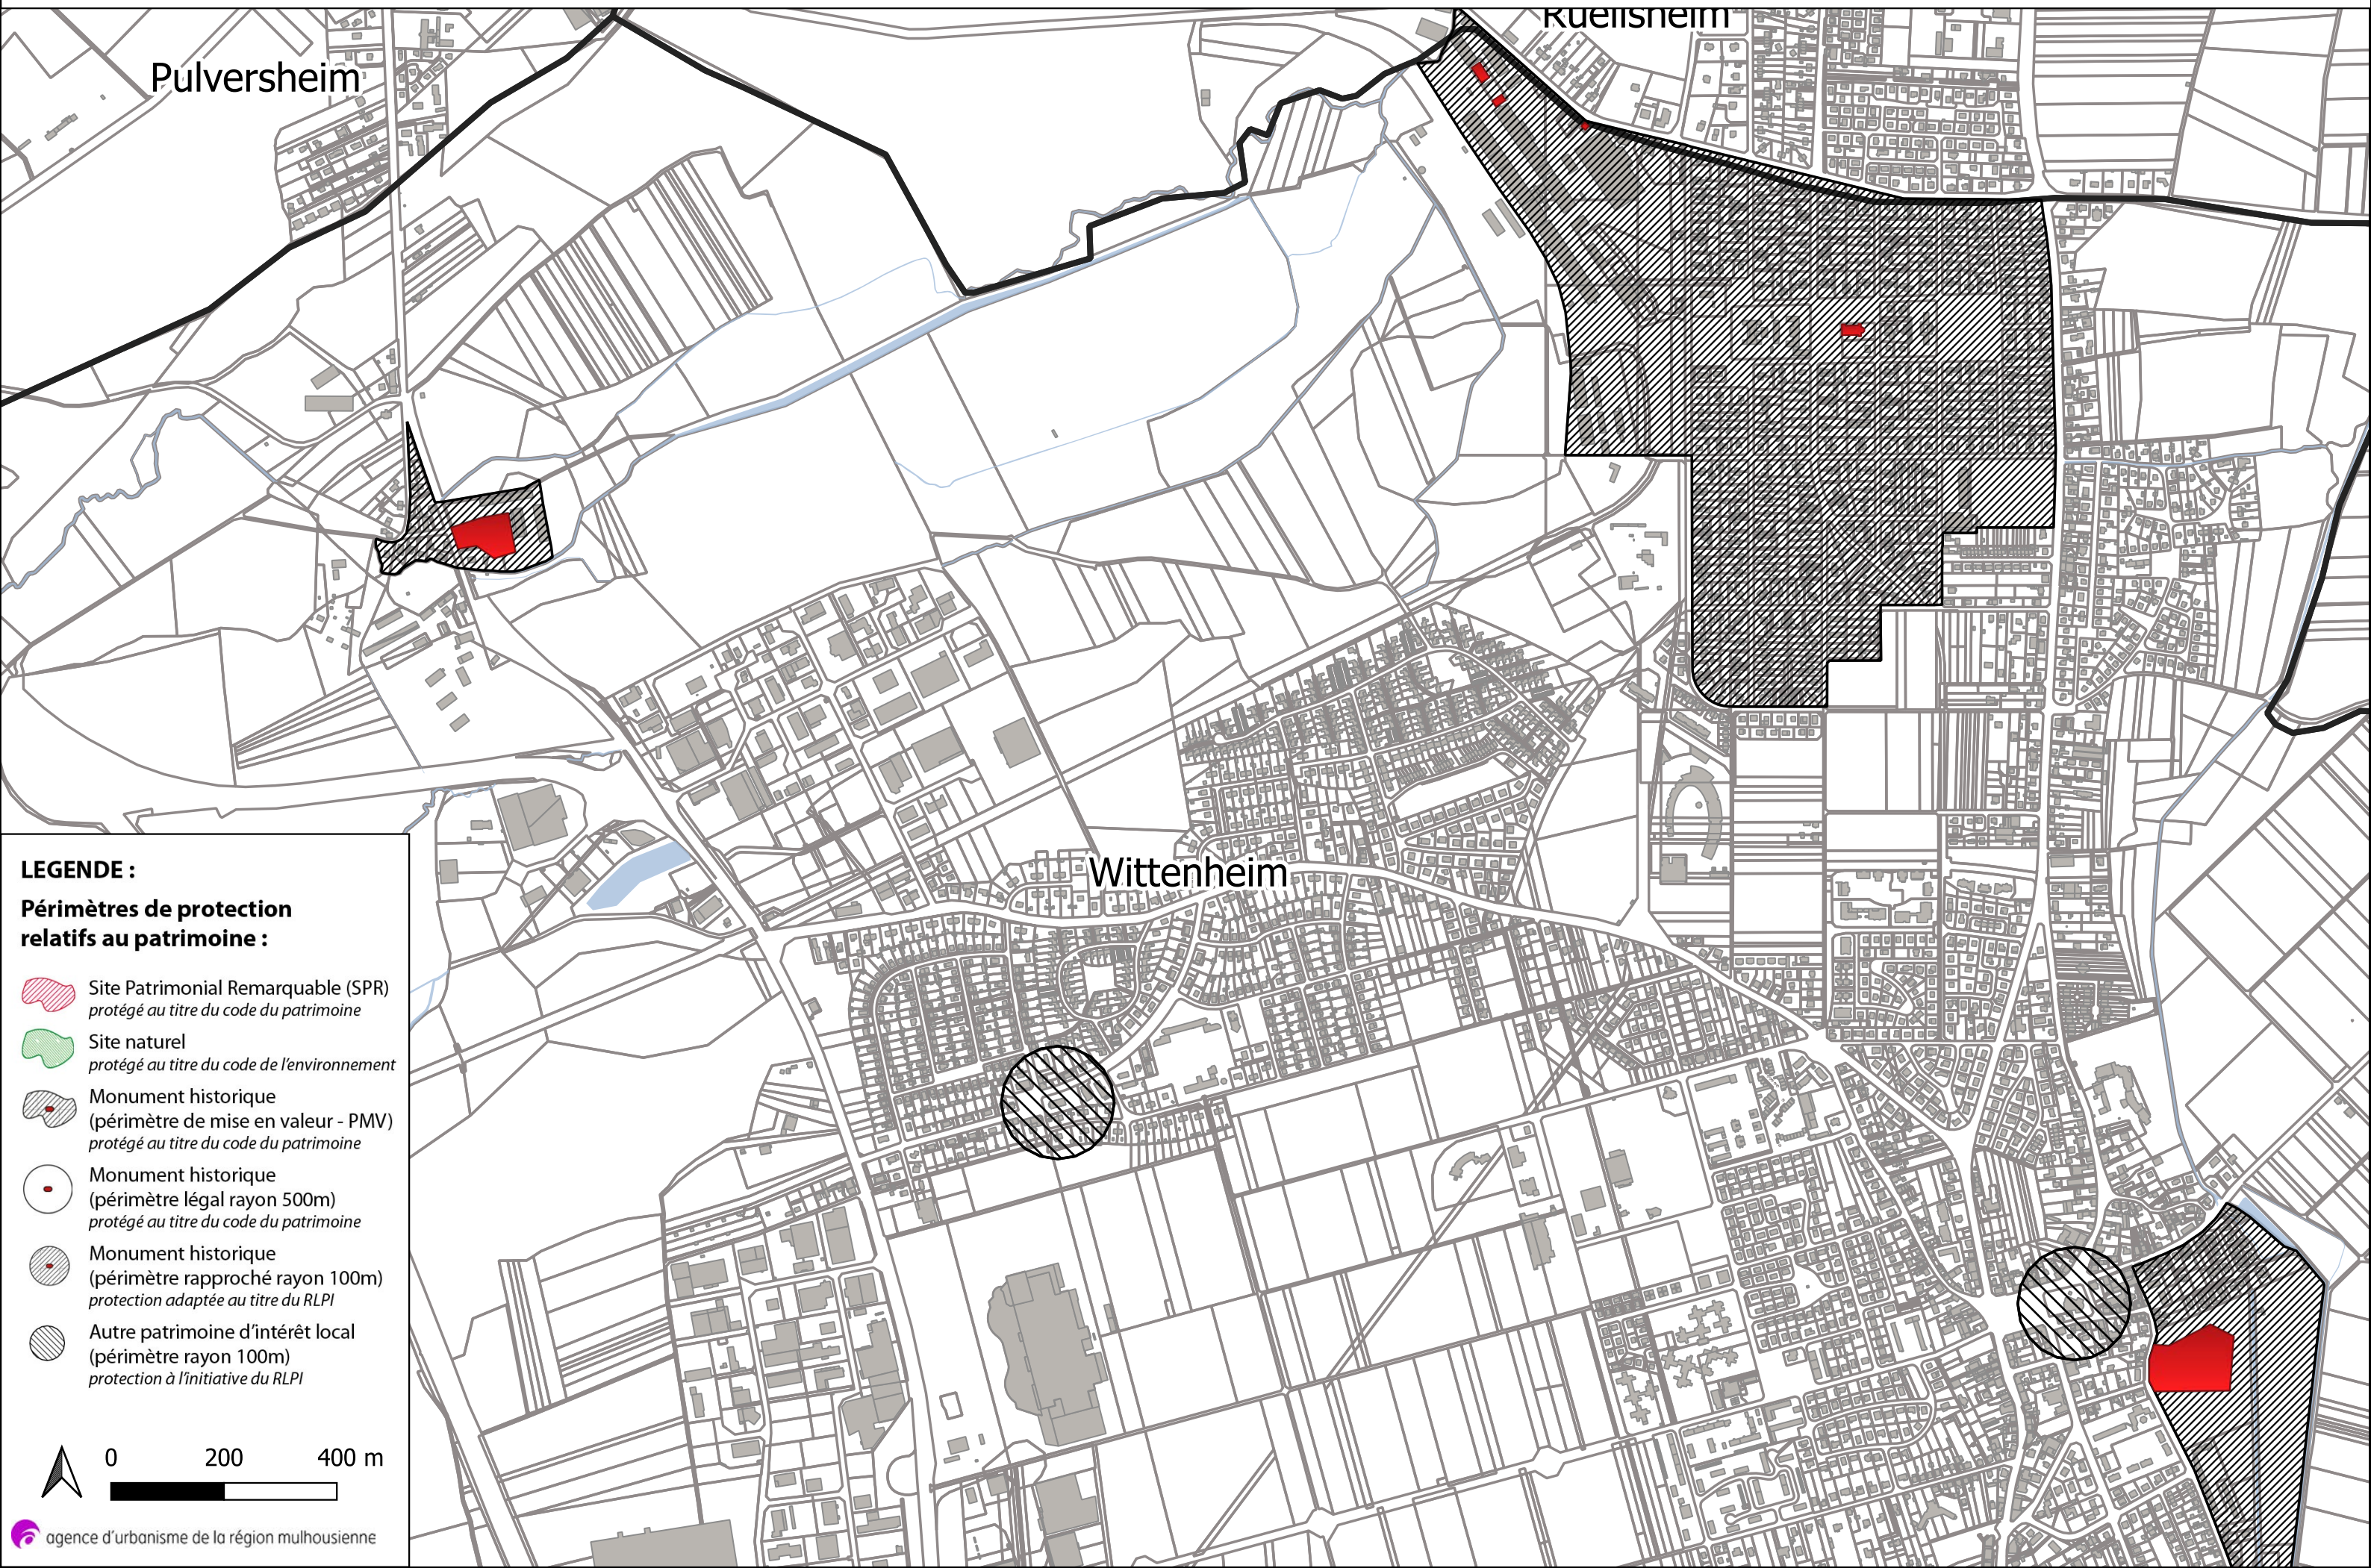 Ruelisheim
Pulversheim
Wittenheim
LEGENDE :
Périmètres de protection
relatifs au patrimoine :
Site Patrimonial Remarquable (SPR)
protégé au titre du code du patrimoine
Site naturel
protégé au titre du code de l'environnement
Monument historique
(périmètre de mise en valeur - PMV)
protégé au titre du code du patrimoine
Monument historique
(périmètre légal rayon 500m)
protégé au titre du code du patrimoine
Monument historique
(périmètre rapproché rayon 100m)
protection adaptée au titre du RLPI
Autre patrimoine d'intérêt local
(périmètre rayon 100m)
protection à l'initiative du RLPI
0 200 400 m
agence d'urbanisme de la région mulhousienne